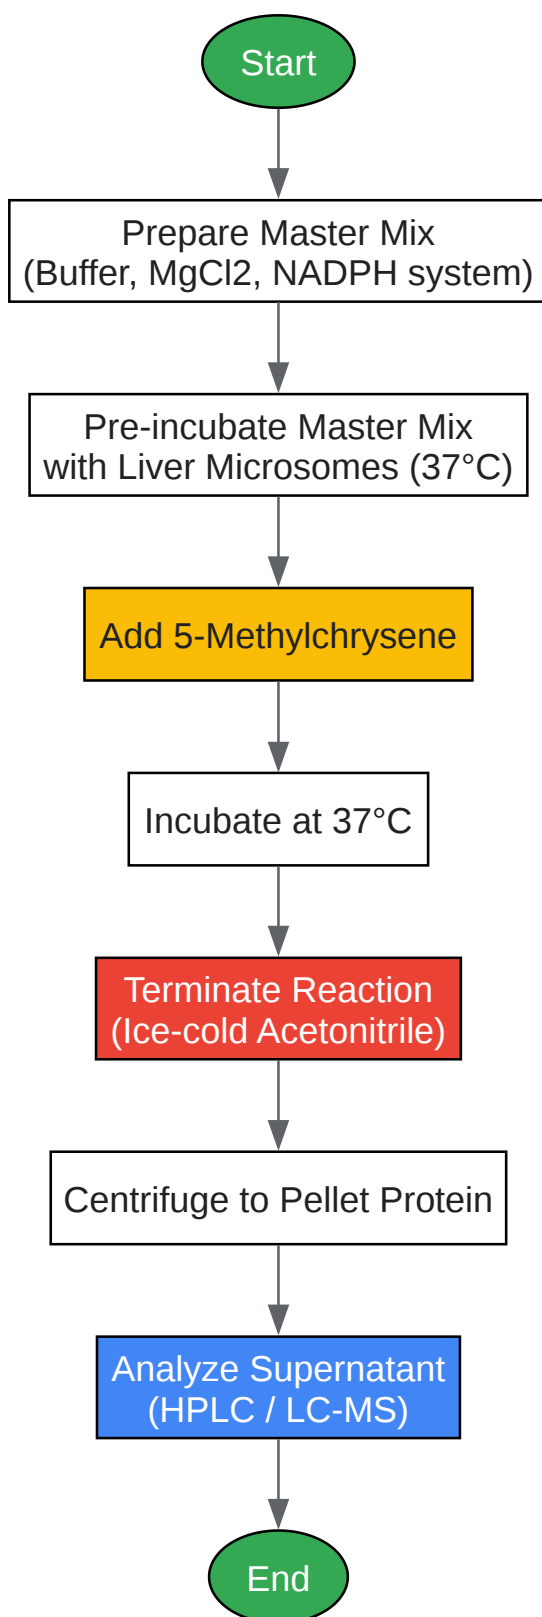 Start
Prepare Master Mix
(Buffer, MgCl2, NADPH system)
Pre-incubate Master Mix
with Liver Microsomes (37°C)
Add 5-Methylchrysene
Incubate at 37°C
Terminate Reaction
(Ice-cold Acetonitrile)
Centrifuge to Pellet Protein
Analyze Supernatant
(HPLC / LC-MS)
End